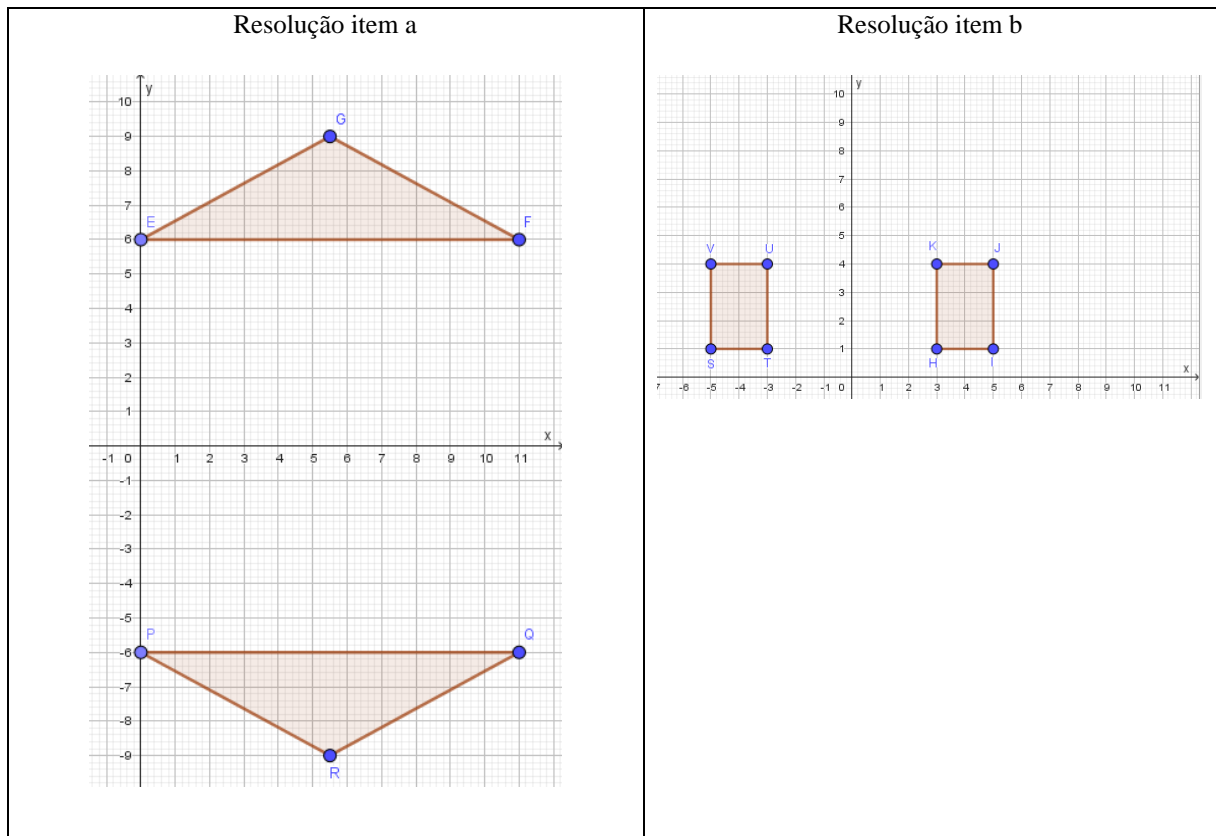 Resolução item a
y
10
G
9
8
7
E
F
6
5
4
3
2
1
x
-1 0 1 2 3 4 5 6 7 8 9 10 11
-1
-2
-3
-4
-5
P
Q
-6
-7
-8
-9
R
Resolução item b
y
10
9
8
7
6
5
V U K J
4
3
2
1
S T H I
x
7 -6 -5 -4 -3 -2 -1 0 1 2 3 4 5 6 7 8 9 10 11